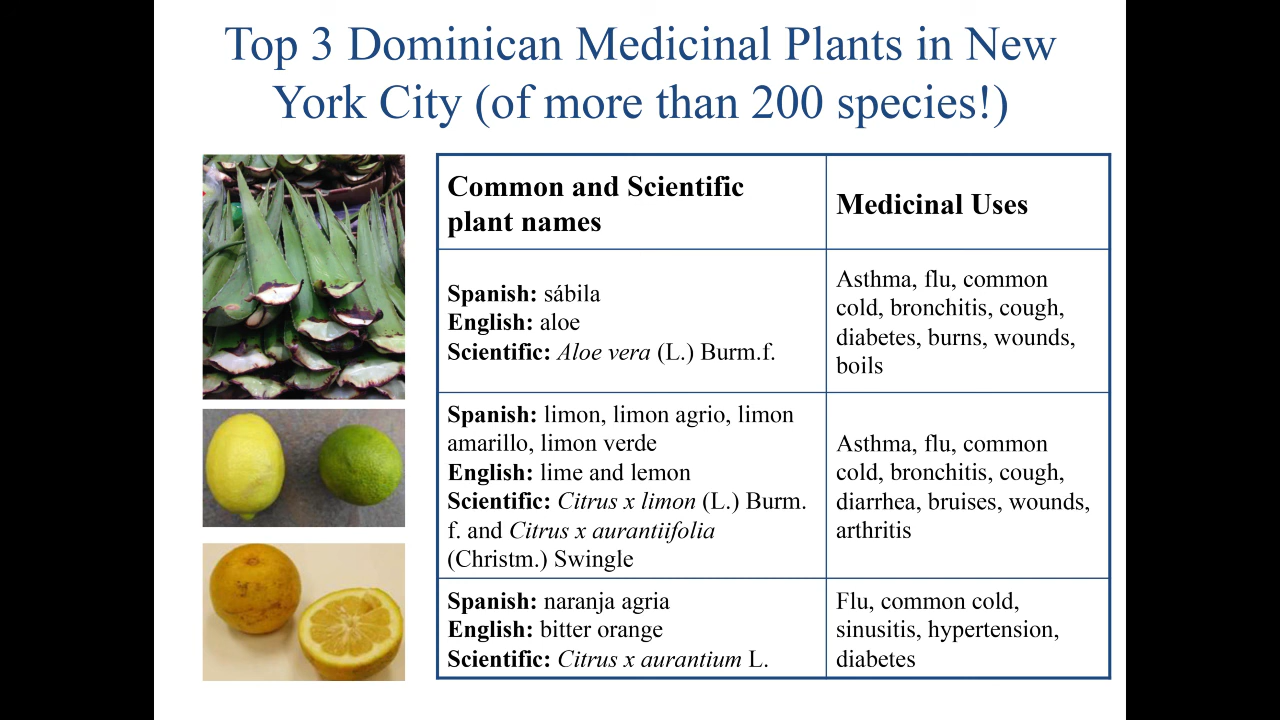 Top 3 Dominican Medicinal Plants in New
York City (of more than 200 species!)
Common and Scientific
plant names
Medicinal Uses
Spanish: sábila
English: aloe
Scientific: Aloe vera (L.) Burm.f.
Asthma, flu, common
cold, bronchitis, cough,
diabetes, burns, wounds,
boils
Spanish: limon, limon agrio, limon
amarillo, limon verde
English: lime and lemon
Scientific: Citrus x limon (L.) Burm.
f. and Citrus x aurantiifolia
(Christm.) Swingle
Asthma, flu, common
cold, bronchitis, cough,
diarrhea, bruises, wounds,
arthritis
Spanish: naranja agria
English: bitter orange
Scientific: Citrus x aurantium L.
Flu, common cold,
sinusitis, hypertension,
diabetes